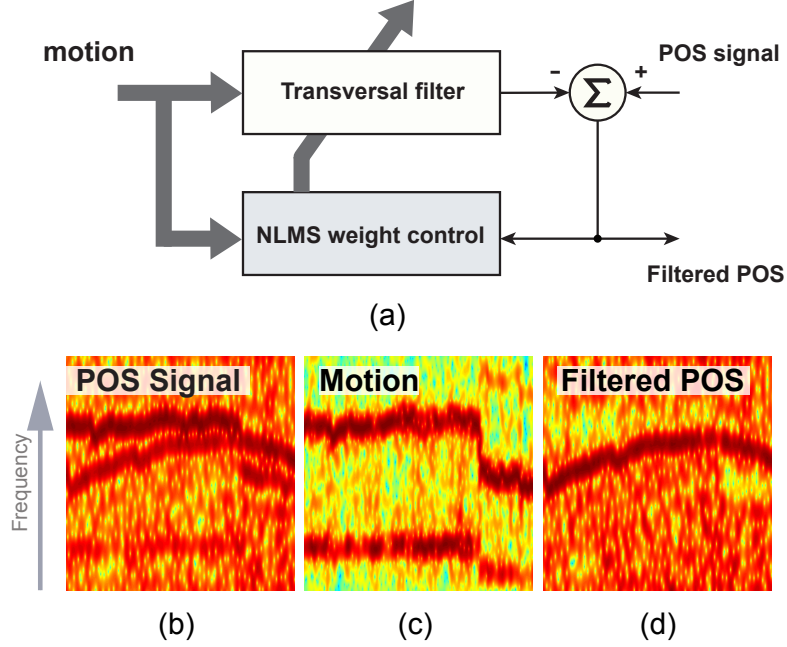 motion
Transversal filter
−
Σ
+
POS signal
NLMS weight control
Filtered POS
(a)
POS Signal
Motion
Filtered POS
Frequency
(b)
(c)
(d)